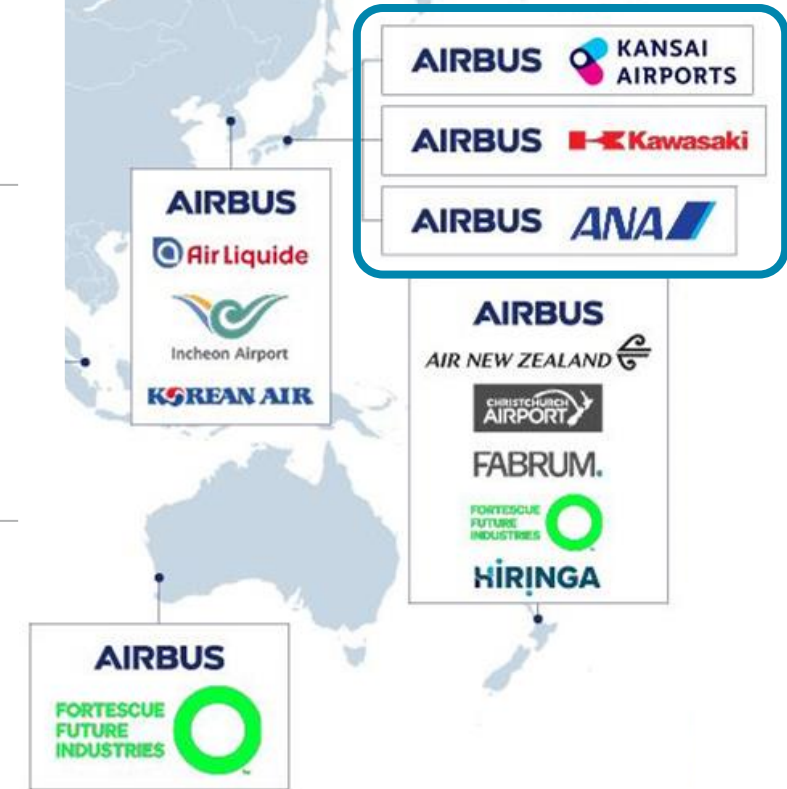 AIRBUS KANSAI
AIRPORTS
AIRBUS Kawasaki
AIRBUS ANA
AIRBUS
Air Liquide
Incheon Airport
KOREAN AIR
AIRBUS
AIR NEW ZEALAND
CHRISTCHURCH
AIRPORT
FABRUM.
FORTESCUE
FUTURE
INDUSTRIES
HIRINGA
AIRBUS
FORTESCUE
FUTURE
INDUSTRIES